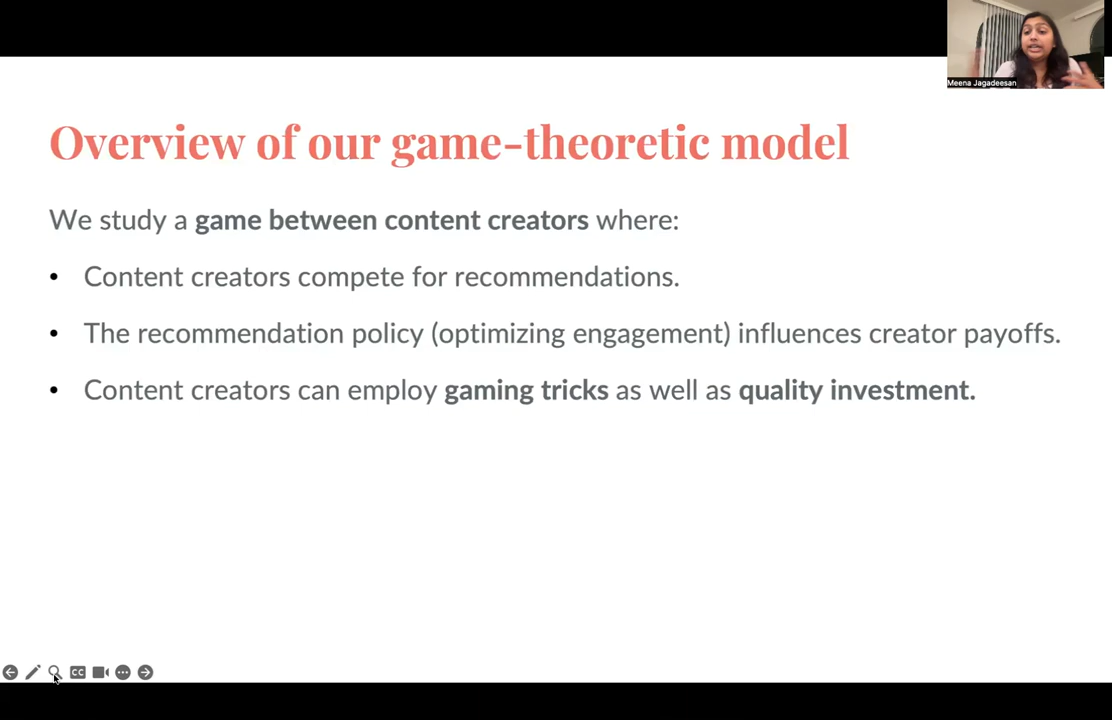 Meena Jagadeesan
Overview of our game-theoretic model
We study a game between content creators where:
• Content creators compete for recommendations.
• The recommendation policy (optimizing engagement) influences creator payoffs.
• Content creators can employ gaming tricks as well as quality investment.
CC